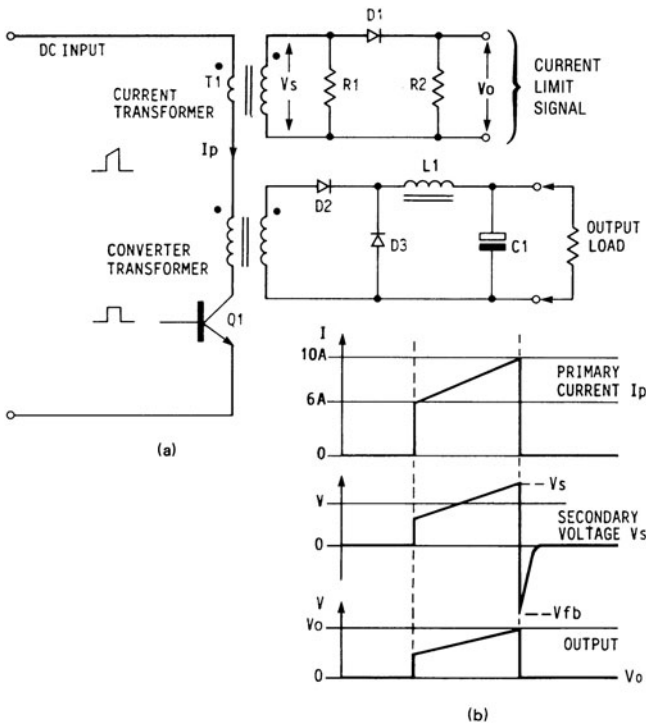 D1
DC INPUT
T1
Vs
R1
R2
Vo
CURRENT
LIMIT
SIGNAL
CURRENT
TRANSFORMER
Ip
L1
D2
D3
C1
OUTPUT
LOAD
CONVERTER
TRANSFORMER
Q1
(a)
I
10A
PRIMARY
CURRENT Ip
6A
0
Vs
V
SECONDARY
VOLTAGE Vs
0
Vfb
V
Vo
OUTPUT
0
Vo
(b)